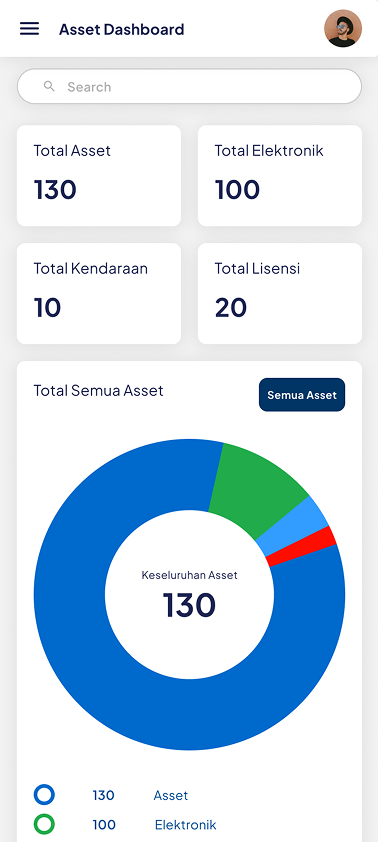 Asset Dashboard
Search
Total Asset
130
Total Elektronik
100
Total Kendaraan
10
Total Lisensi
20
Total Semua Asset
Semua Asset
Keseluruhan Asset
130
130 Asset
100 Elektronik